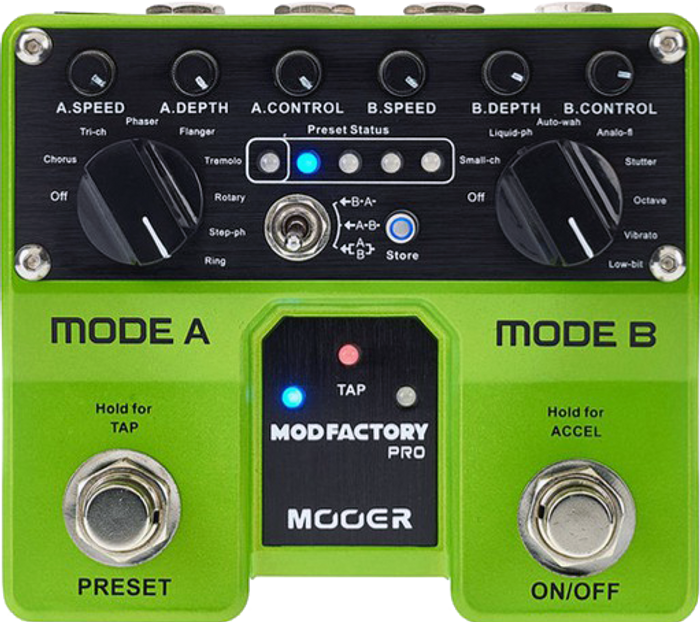 A.SPEED A.DEPTH A.CONTROL B.SPEED B.DEPTH B.CONTROL
Phaser
Tri-ch Flanger
Chorus Tremolo
Off Rotary
Step-ph
Ring
Preset Status
←B-A-
←A-B-
A
B
Store
Auto-wah
Liquid-ph Analo-fl
Small-ch Stutter
Off Octave
Vibrato
Low-bit
MODE A
MODE B
Hold for
TAP
PRESET
TAP
MODFACTORY
PRO
MOOER
Hold for
ACCEL
ON/OFF